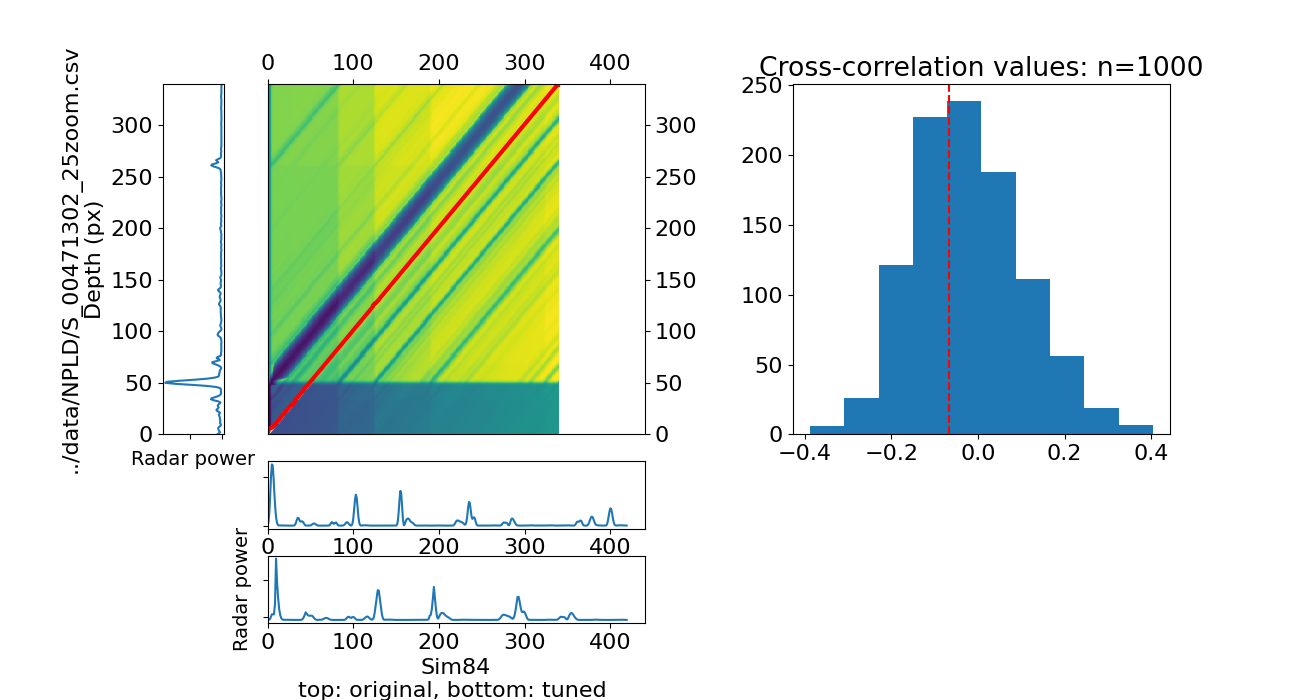 0 100 200 300 400
Cross-correlation values: n=1000
../data/NPLD/S_00471302_25zoom.csv
Depth (px)
300
250
200
150
100
50
0
300
250
200
150
100
50
0
250
200
150
100
50
0
−0.4 −0.2 0.0 0.2 0.4
Radar power
0 100 200 300 400
Radar power
0 100 200 300 400
Sim84
top: original, bottom: tuned